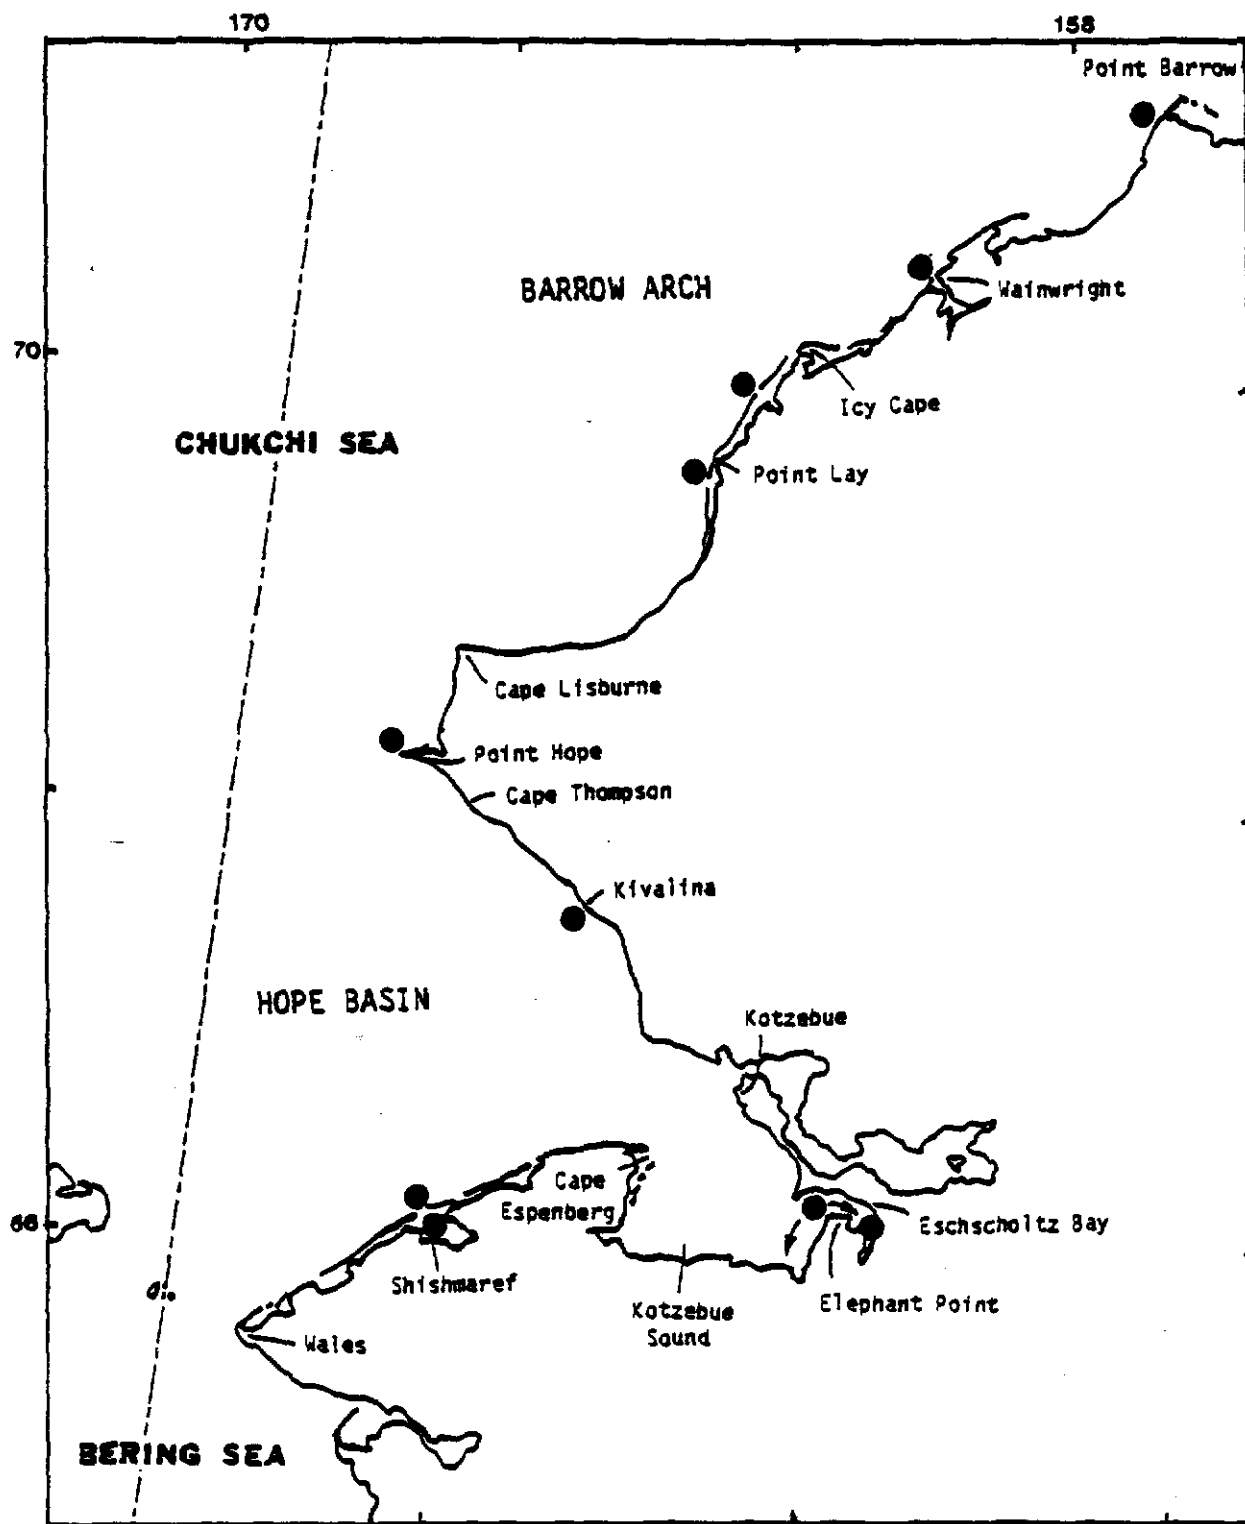 170
158
Point Barrow
BARROW ARCH
Wainwright
70
Icy Cape
CHUKCHI SEA
Point Lay
Cape Lisburne
Point Hope
Cape Thompson
Kivalina
HOPE BASIN
Kotzebue
Cape
Espenberg
66
Eschscholtz Bay
Shishmaref
Elephant Point
Kotzebue
Sound
Wales
BERING SEA